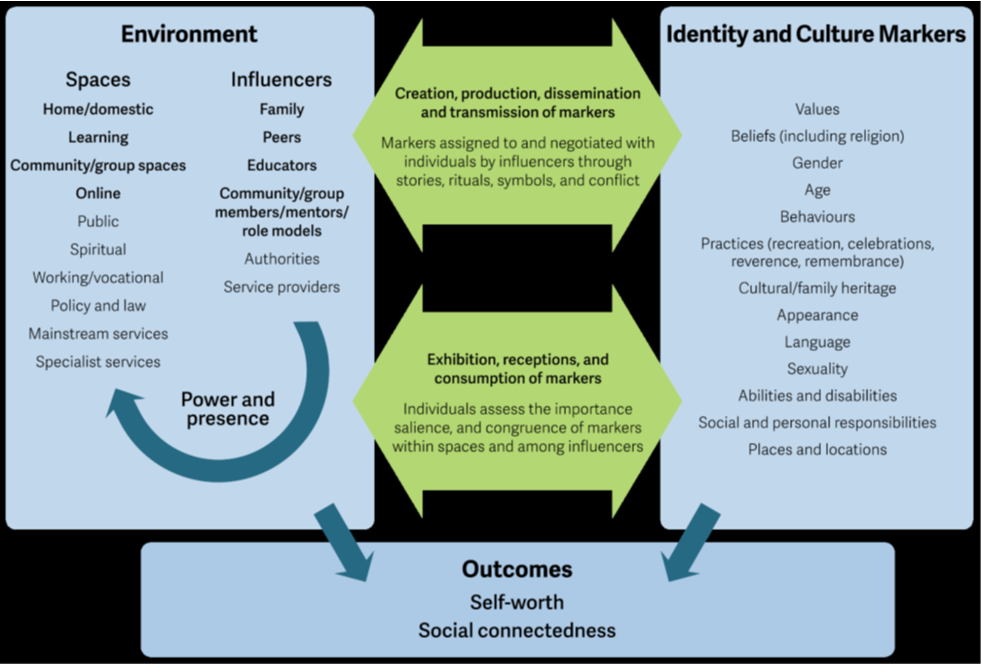 Environment
Spaces
Home/domestic
Learning
Community/group spaces
Online
Public
Spiritual
Working/vocational
Policy and law
Mainstream services
Specialist services
Influencers
Family
Peers
Educators
Community/group
members/mentors/
role models
Authorities
Service providers
Power and
presence
Creation, production, dissemination
and transmission of markers
Markers assigned to and negotiated with
individuals by influencers through
stories, rituals, symbols, and conflict
Exhibition, receptions, and
consumption of markers
Individuals assess the importance
salience, and congruence of markers
within spaces and among influencers
Identity and Culture Markers
Values
Beliefs (including religion)
Gender
Age
Behaviours
Practices (recreation, celebrations,
reverence, remembrance)
Cultural/family heritage
Appearance
Language
Sexuality
Abilities and disabilities
Social and personal responsibilities
Places and locations
Outcomes
Self-worth
Social connectedness